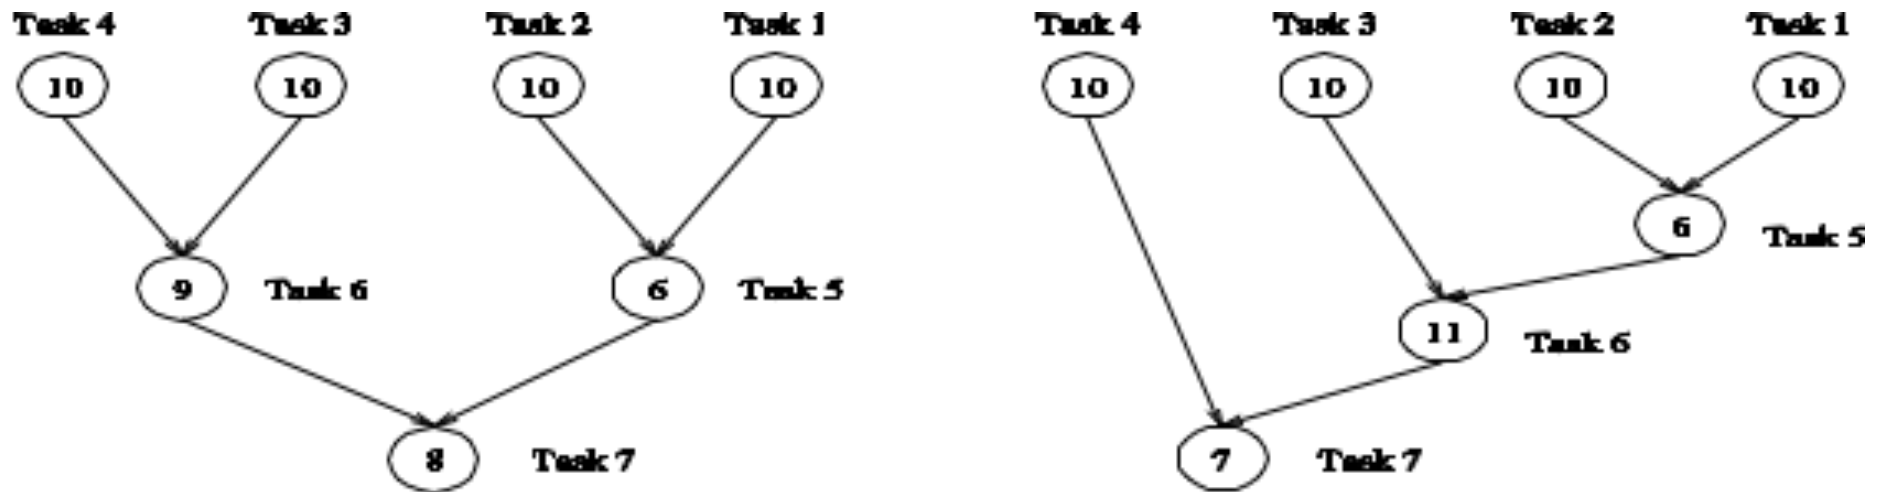 Task 4 Task 3 Task 2 Task 1 Task 4 Task 3 Task 2 Task 1
10 10 10 10 10 10 10 10
6 Task 5
9 Task 6 6 Task 5
11 Task 6
8 Task 7 7 Task 7